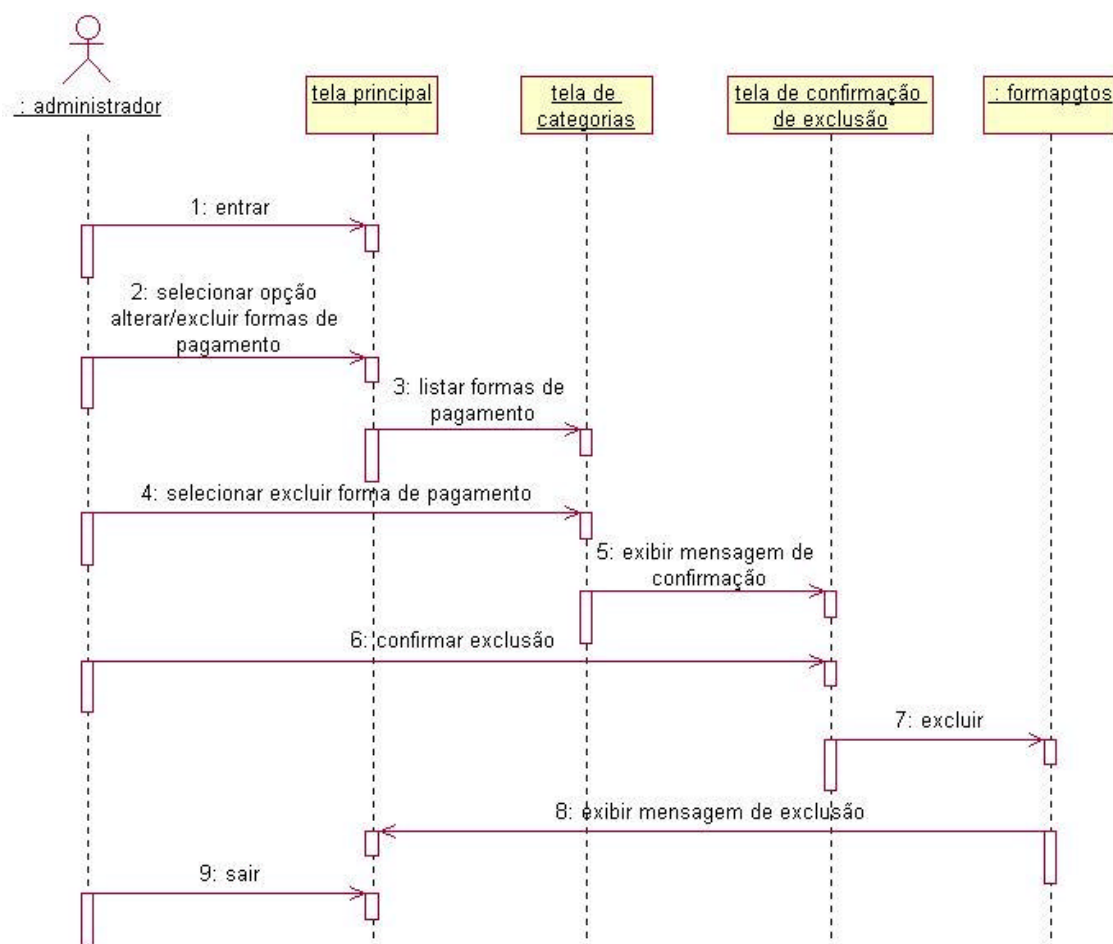 : administrador
tela principal
tela de
categorias
tela de confirmação
de exclusão
: formapgtos
1: entrar
2: selecionar opção
alterar/excluir formas de
pagamento
3: listar formas de
pagamento
4: selecionar excluir forma de pagamento
5: exibir mensagem de
confirmação
6: confirmar exclusão
7: excluir
8: exibir mensagem de exclusão
9: sair